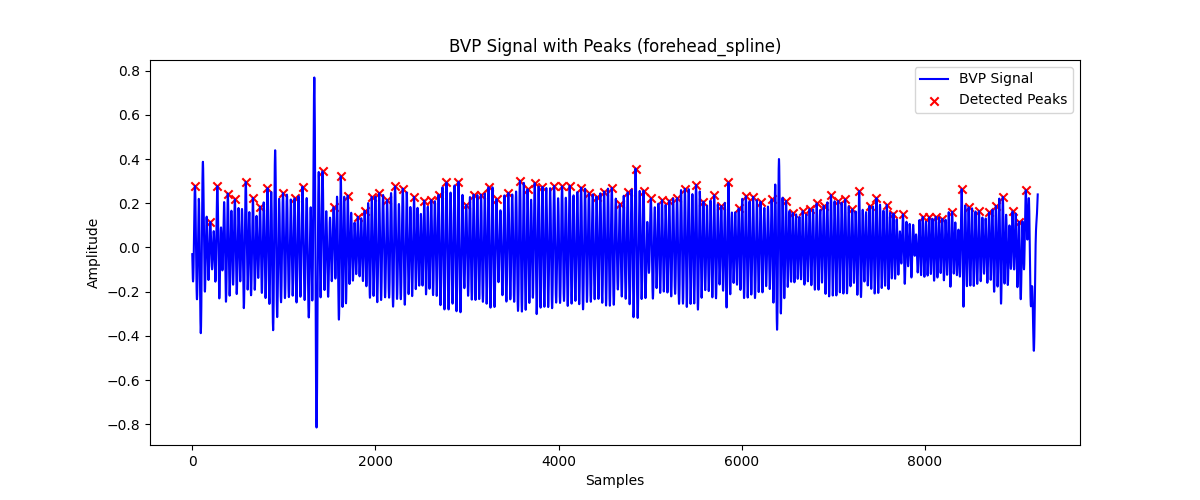 BVP Signal with Peaks (forehead_spline)
BVP Signal
Detected Peaks
Amplitude
0.8
0.6
0.4
0.2
0.0
−0.2
−0.4
−0.6
−0.8
0
2000
4000
6000
8000
Samples